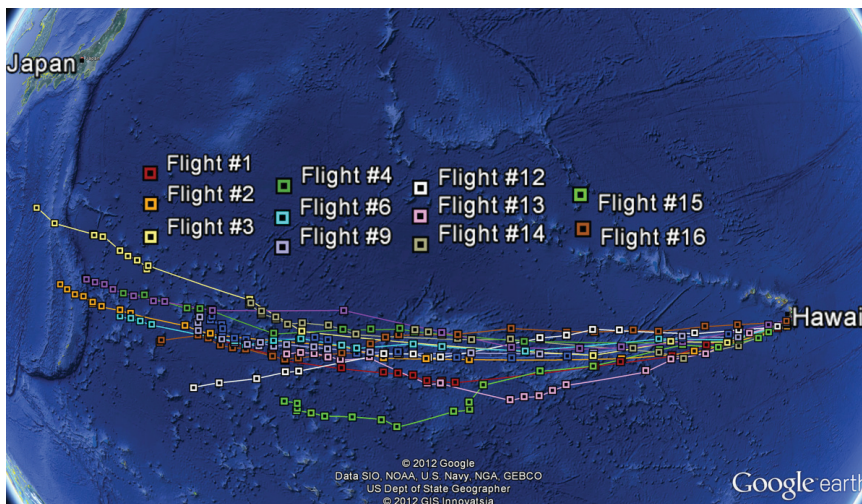 Japan
Flight #1
Flight #2
Flight #3
Flight #4
Flight #6
Flight #9
Flight #12
Flight #13
Flight #14
Flight #15
Flight #16
Hawai
© 2012 Google
Data SIO, NOAA, U.S. Navy, NGA, GEBCO
US Dept of State Geographer
© 2012 GIS Innovatsia
Google earth